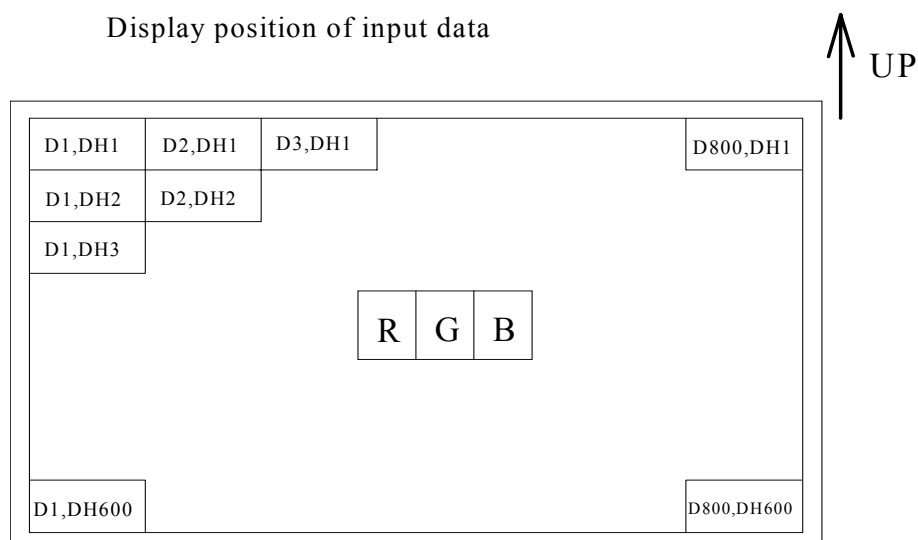 Display position of input data
UP
D1,DH1 D2,DH1 D3,DH1 D800,DH1
D1,DH2 D2,DH2
D1,DH3
R G B
D1,DH600 D800,DH600